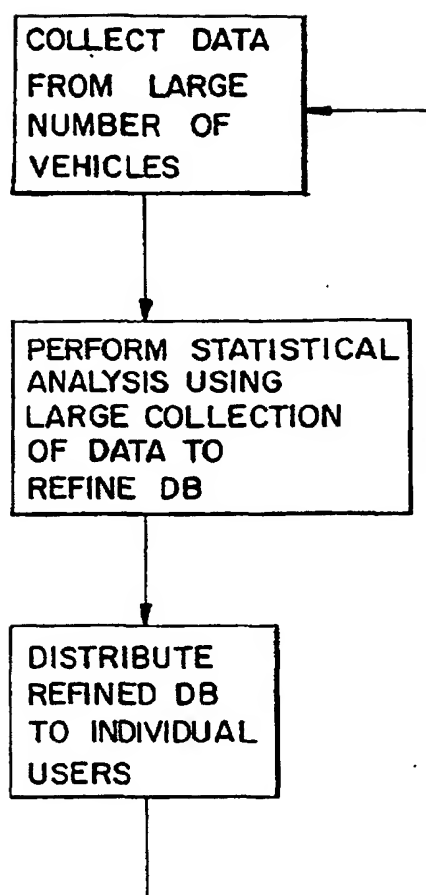 COLLECT DATA
FROM LARGE
NUMBER OF
VEHICLES
PERFORM STATISTICAL
ANALYSIS USING
LARGE COLLECTION
OF DATA TO
REFINE DB
DISTRIBUTE
REFINED DB
TO INDIVIDUAL
USERS